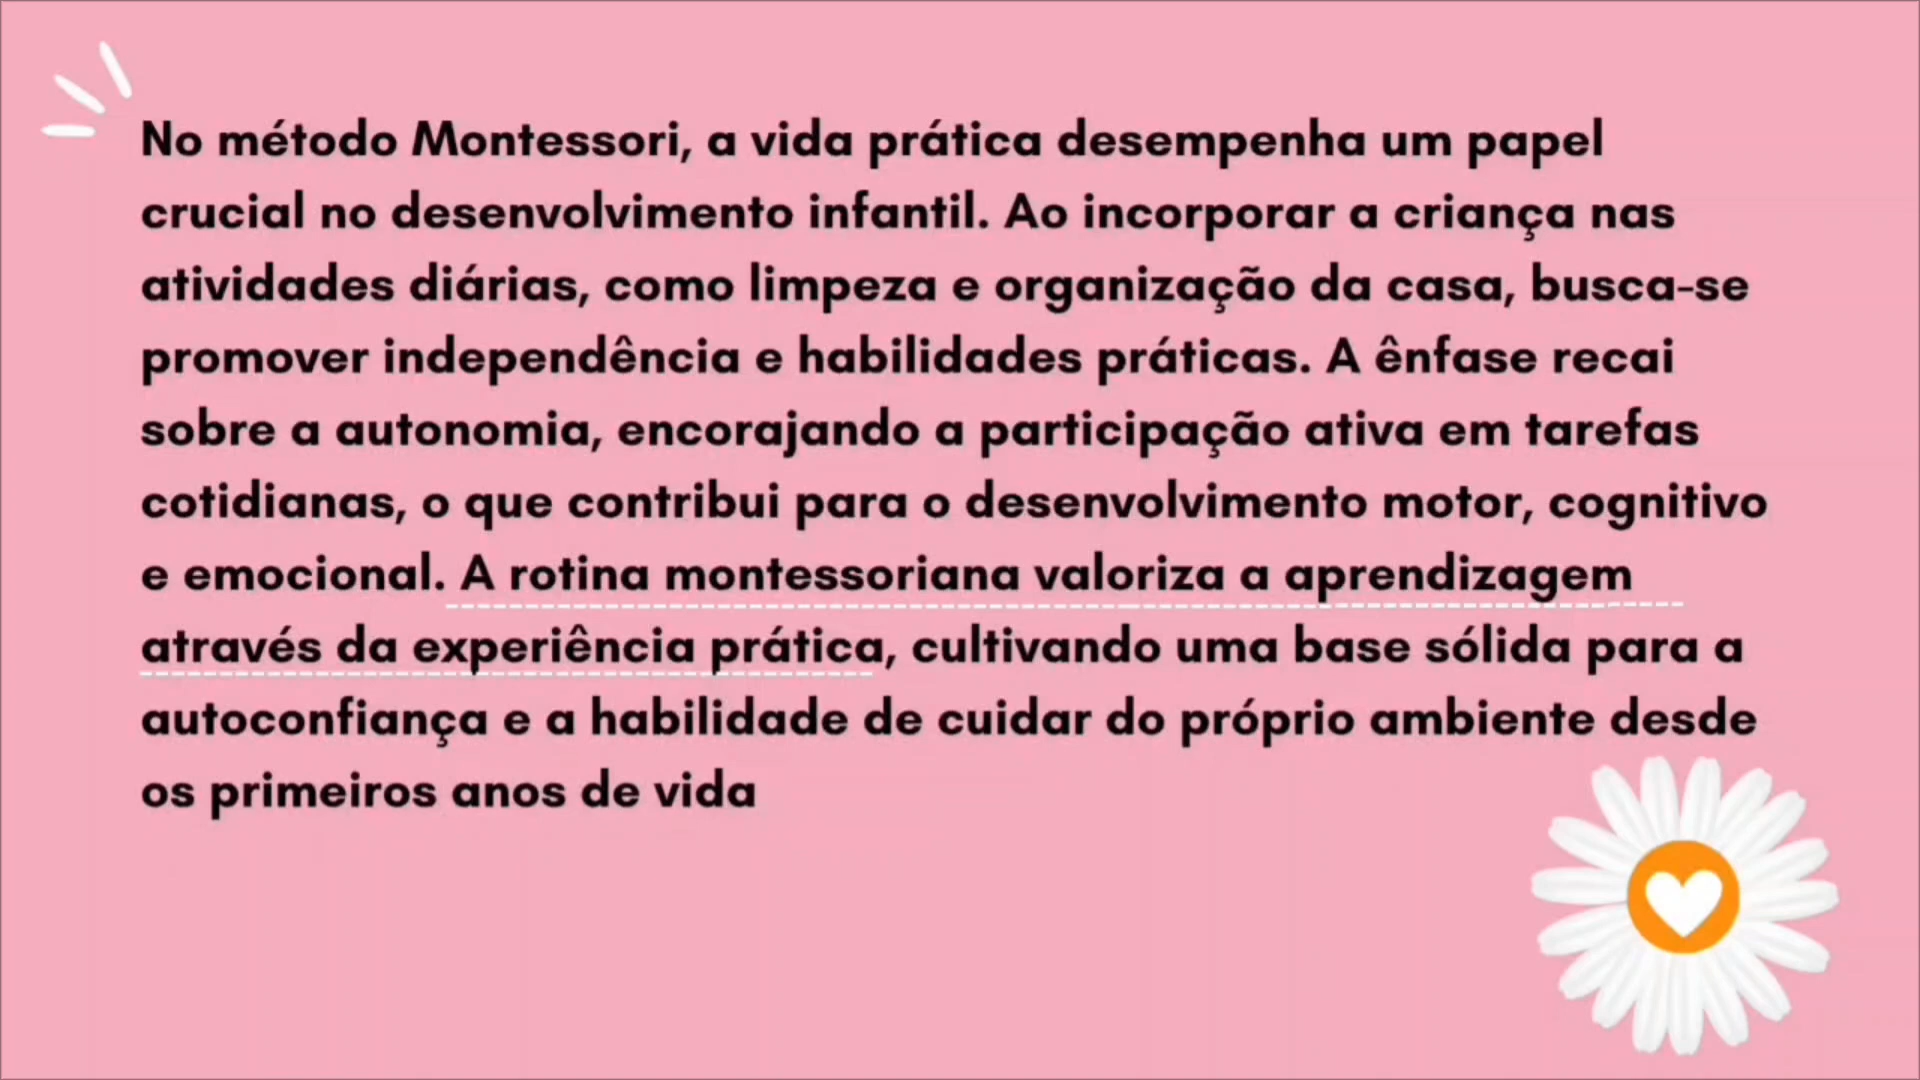 No método Montessori, a vida prática desempenha um papel
crucial no desenvolvimento infantil. Ao incorporar a criança nas
atividades diárias, como limpeza e organização da casa, busca-se
promover independência e habilidades práticas. A ênfase recai
sobre a autonomia, encorajando a participação ativa em tarefas
cotidianas, o que contribui para o desenvolvimento motor, cognitivo
e emocional. A rotina montessoriana valoriza a aprendizagem
através da experiência prática, cultivando uma base sólida para a
autoconfiança e a habilidade de cuidar do próprio ambiente desde
os primeiros anos de vida